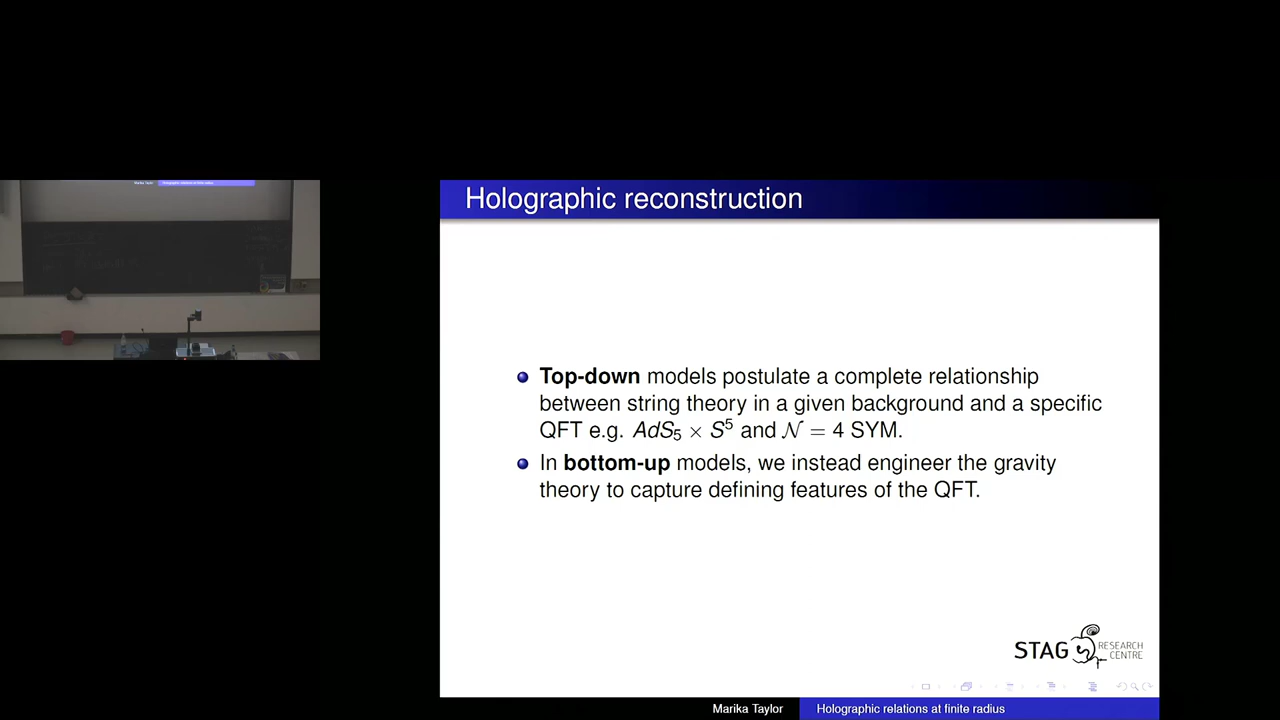 Holographic reconstruction
Top-down models postulate a complete relationship
between string theory in a given background and a specific
QFT e.g. AdS₅ × S⁵ and 𝒩 = 4 SYM.
In bottom-up models, we instead engineer the gravity
theory to capture defining features of the QFT.
STAG RESEARCH
CENTRE
Marika Taylor Holographic relations at finite radius